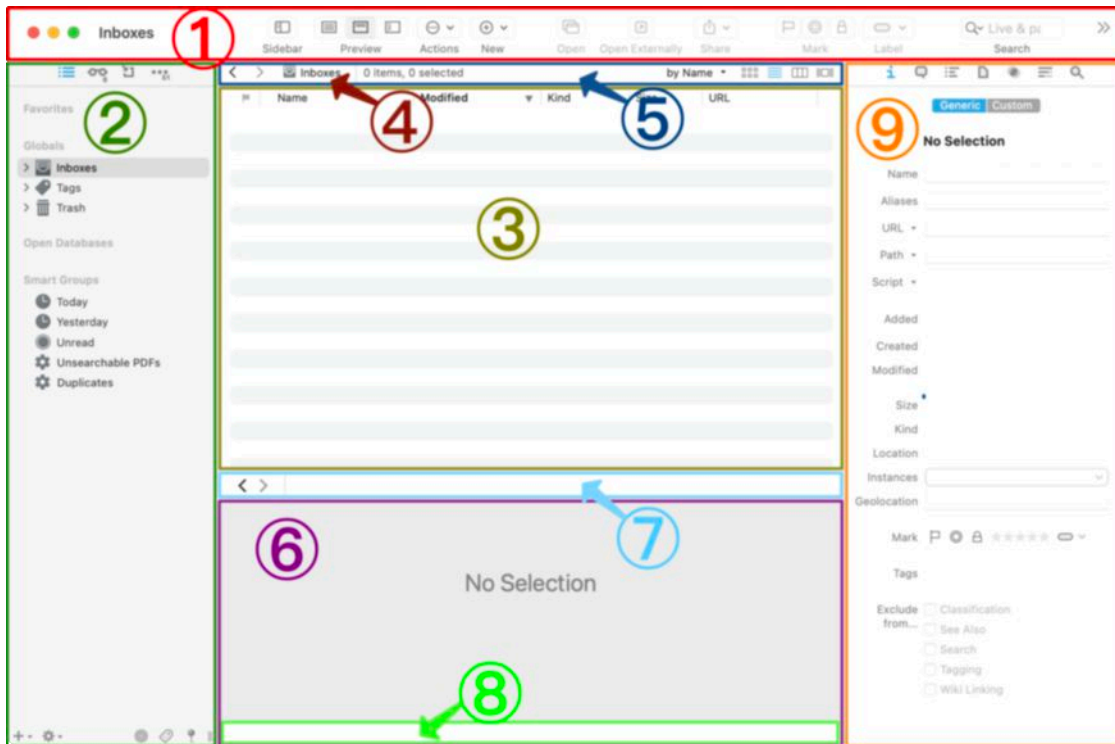 Inboxes
①
Sidebar
Preview
Actions
New
Open
Open Externally
Share
Mark
Label
Live & pu
Search
②
Favorites
Globals
Inboxes
Tags
Trash
Open Databases
Smart Groups
Today
Yesterday
Unread
Unsearchable PDFs
Duplicates
Inboxes
0 items, 0 selected
by Name
④
⑤
Name
Modified
Kind
Size
URL
③
⑦
⑥
No Selection
⑧
⑨
Generic
Custom
No Selection
Name
Aliases
URL
Path
Script
Added
Created
Modified
Size
Kind
Location
Instances
Geolocation
Mark
Tags
Exclude from...
Classification
See Also
Search
Tagging
Wiki Linking